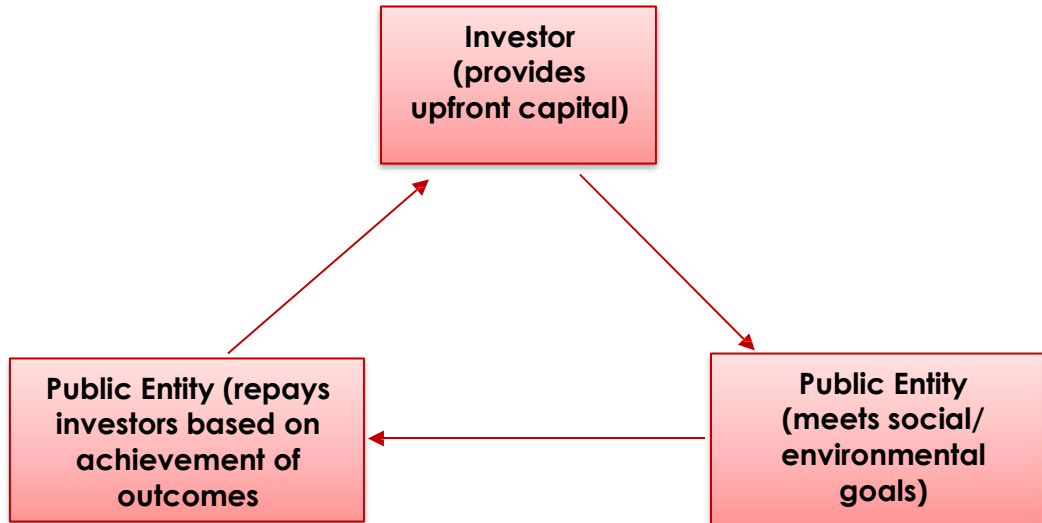 Investor
(provides
upfront capital)
Public Entity (repays
investors based on
achievement of
outcomes
Public Entity
(meets social/
environmental
goals)